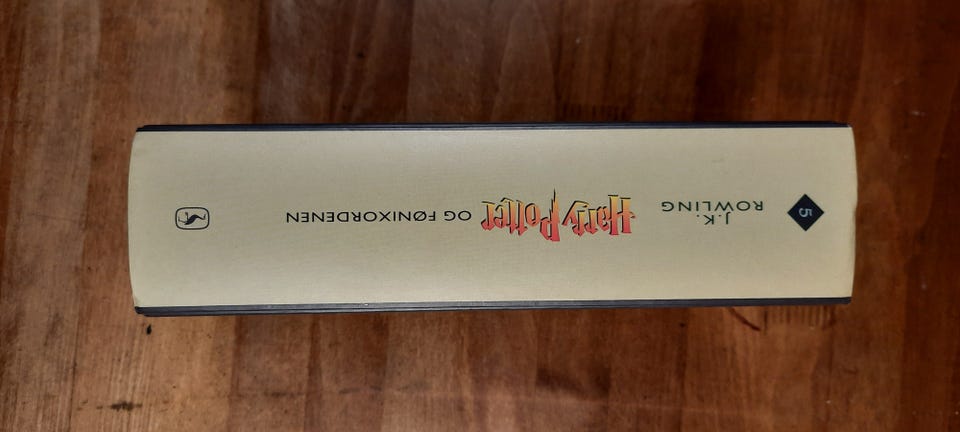 5
J.K.
ROWLING
Harry Potter
OG FØNIXORDENEN